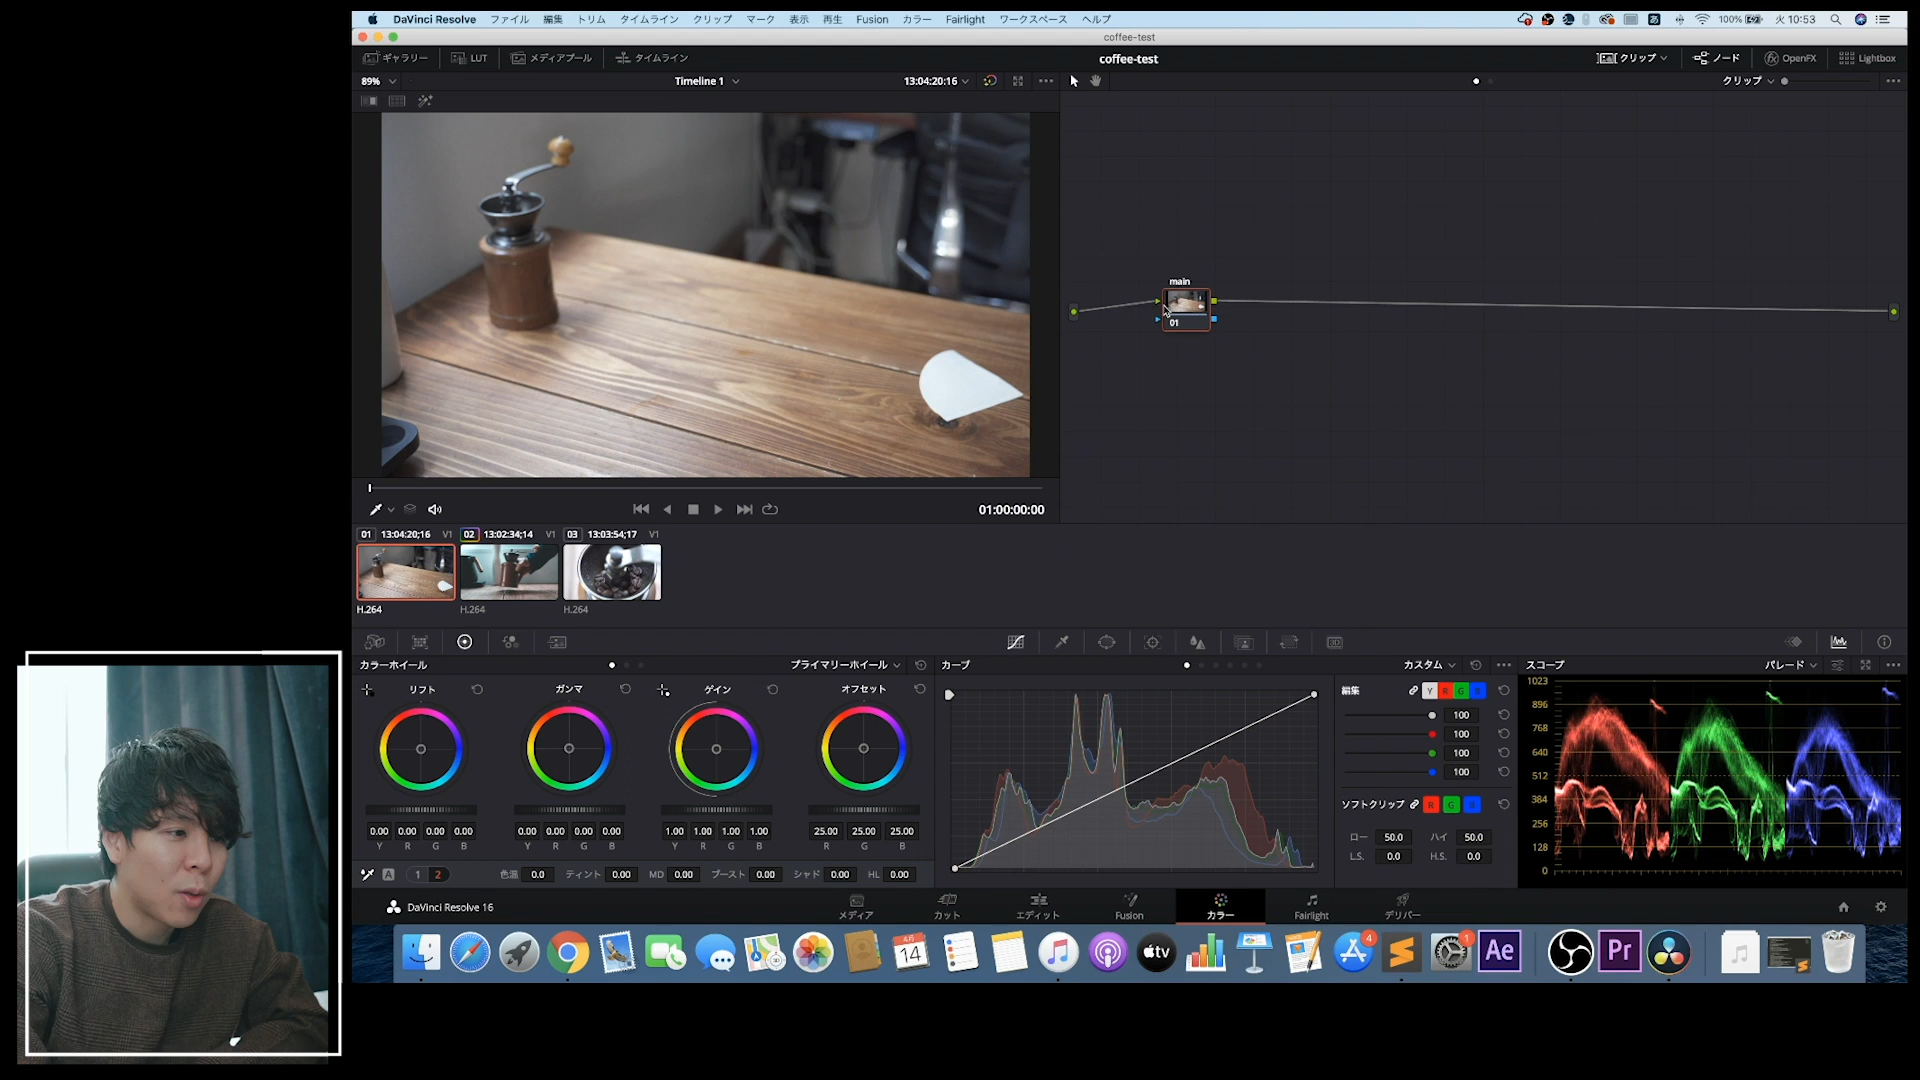 DaVinci Resolve ファイル 編集 トリム タイムライン クリップ マーク 表示 再生 Fusion カラー Fairlight ワークスペース ヘルプ
100% 火 10:53
coffee-test
ギャラリー LUT メディアプール タイムライン
coffee-test
クリップ ノード OpenFX Lightbox
89% Timeline 1 13:04:20:16 クリップ
main
01
01:00:00:00
01 13:04:20;16 V1 02 13:02:34;14 V1 03 13:03:54;17 V1
H.264 H.264 H.264
カラーホイール プライマリーホイール カーブ カスタム スコープ パレード
リフト ガンマ ゲイン オフセット
0.00 0.00 0.00 0.00 0.00 0.00 0.00 0.00 1.00 1.00 1.00 1.00 25.00 25.00 25.00
Y R G B Y R G B Y R G B R G B
A 1 2 色温 0.0 ティント 0.00 MD 0.00 ブースト 0.00 シャド 0.00 HL 0.00
編集 Y R G B
100
100
100
100
ソフトクリップ R G B
ロー 50.0 ハイ 50.0
L.S. 0.0 H.S. 0.0
1023
896
768
640
512
384
256
128
0
DaVinci Resolve 16
メディア カット エディット Fusion カラー Fairlight デリバー
4月
14
tv
4
1
Ae
Pr